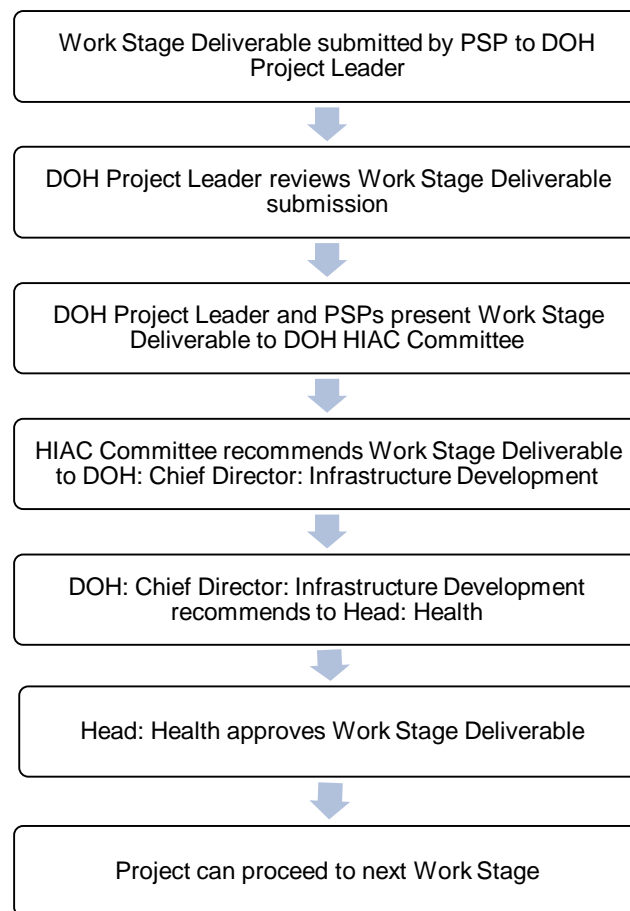 Work Stage Deliverable submitted by PSP to DOH
Project Leader
DOH Project Leader reviews Work Stage Deliverable
submission
DOH Project Leader and PSPs present Work Stage
Deliverable to DOH HIAC Committee
HIAC Committee recommends Work Stage Deliverable
to DOH: Chief Director: Infrastructure Development
DOH: Chief Director: Infrastructure Development
recommends to Head: Health
Head: Health approves Work Stage Deliverable
Project can proceed to next Work Stage